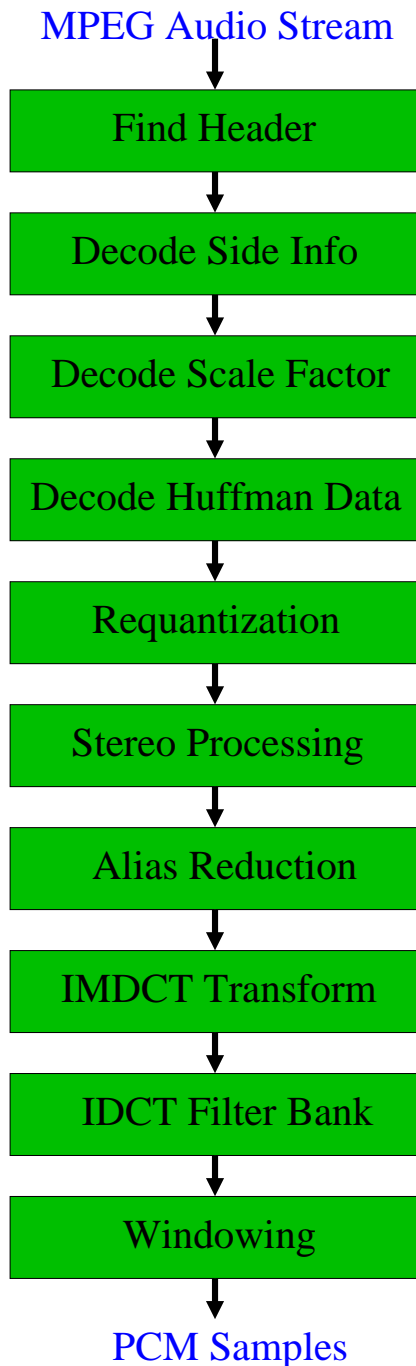 MPEG Audio Stream
Find Header
Decode Side Info
Decode Scale Factor
Decode Huffman Data
Requantization
Stereo Processing
Alias Reduction
IMDCT Transform
IDCT Filter Bank
Windowing
PCM Samples